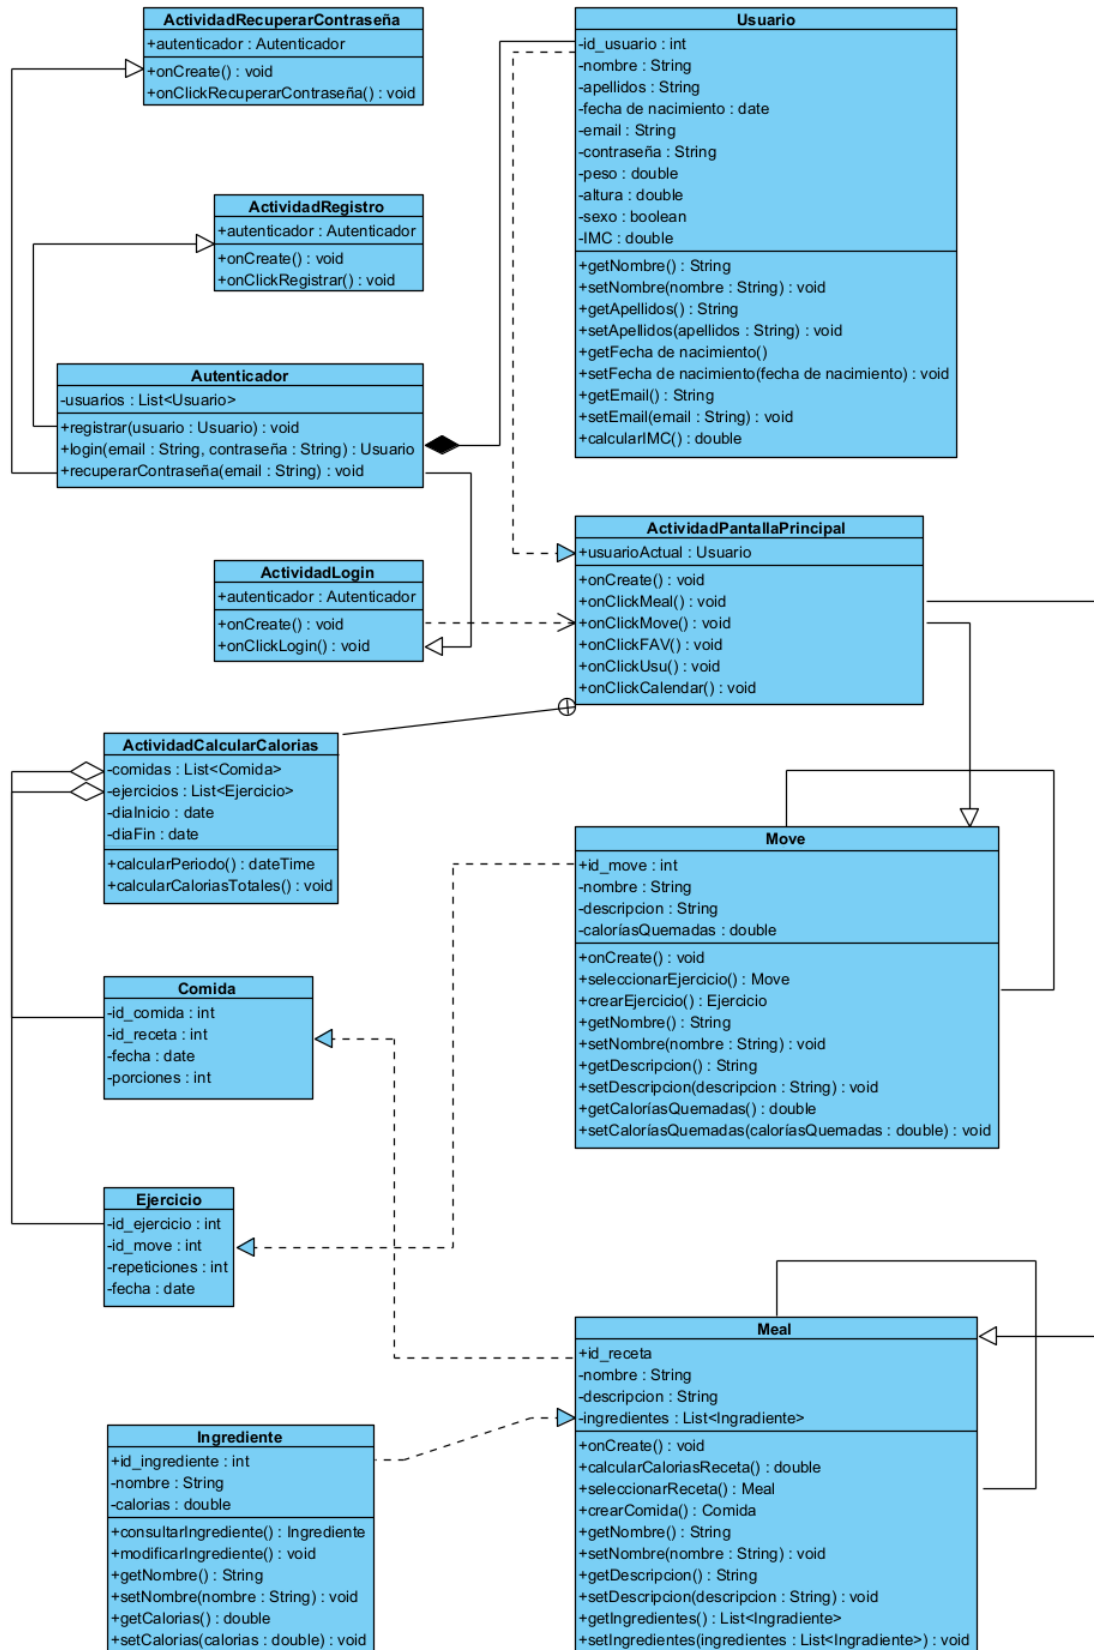 ActividadRecuperarContraseña
+autenticador : Autenticador
+onCreate() : void
+onClickRecuperarContraseña() : void
Usuario
-id_usuario : int
-nombre : String
-apellidos : String
-fecha de nacimiento : date
-email : String
-contraseña : String
-peso : double
-altura : double
-sexo : boolean
-IMC : double
+getNombre() : String
+setNombre(nombre : String) : void
+getApellidos() : String
+setApellidos(apellidos : String) : void
+getFecha de nacimiento()
+setFecha de nacimiento(fecha de nacimiento) : void
+getEmail() : String
+setEmail(email : String) : void
+calcularIMC() : double
ActividadRegistro
+autenticador : Autenticador
+onCreate() : void
+onClickRegistrar() : void
Autenticador
-usuarios : List<Usuario>
+registrar(usuario : Usuario) : void
+login(email : String, contraseña : String) : Usuario
+recuperarContraseña(email : String) : void
ActividadLogin
+autenticador : Autenticador
+onCreate() : void
+onClickLogin() : void
ActividadPantallaPrincipal
+usuarioActual : Usuario
+onCreate() : void
+onClickMeal() : void
+onClickMove() : void
+onClickFAV() : void
+onClickUsu() : void
+onClickCalendar() : void
ActividadCalcularCalorias
-comidas : List<Comida>
-ejercicios : List<Ejercicio>
-diaInicio : date
-diaFin : date
+calcularPeriodo() : dateTime
+calcularCaloriasTotales() : void
Move
+id_move : int
-nombre : String
-descripcion : String
-caloríasQuemadas : double
+onCreate() : void
+seleccionarEjercicio() : Move
+crearEjercicio() : Ejercicio
+getNombre() : String
+setNombre(nombre : String) : void
+getDescripcion() : String
+setDescripcion(descripcion : String) : void
+getCaloríasQuemadas() : double
+setCaloríasQuemadas(caloríasQuemadas : double) : void
Comida
-id_comida : int
-id_receta : int
-fecha : date
-porciones : int
Ejercicio
-id_ejercicio : int
-id_move : int
-repeticiones : int
-fecha : date
Meal
+id_receta
-nombre : String
-descripcion : String
-ingredientes : List<Ingradiente>
+onCreate() : void
+calcularCaloriasReceta() : double
+seleccionarReceta() : Meal
+crearComida() : Comida
+getNombre() : String
+setNombre(nombre : String) : void
+getDescripcion() : String
+setDescripcion(descripcion : String) : void
+getIngredientes() : List<Ingradiente>
+setIngredientes(ingredientes : List<Ingradiente>) : void
Ingrediente
+id_ingrediente : int
-nombre : String
-calorias : double
+consultarIngrediente() : Ingrediente
+modificarIngrediente() : void
+getNombre() : String
+setNombre(nombre : String) : void
+getCalorias() : double
+setCalorias(calorias : double) : void